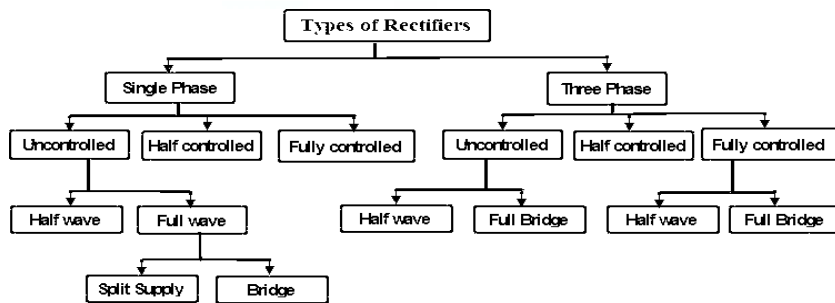 Types of Rectifiers
Single Phase
Three Phase
Uncontrolled
Half controlled
Fully controlled
Uncontrolled
Half controlled
Fully controlled
Half wave
Full wave
Half wave
Full Bridge
Half wave
Full Bridge
Split Supply
Bridge